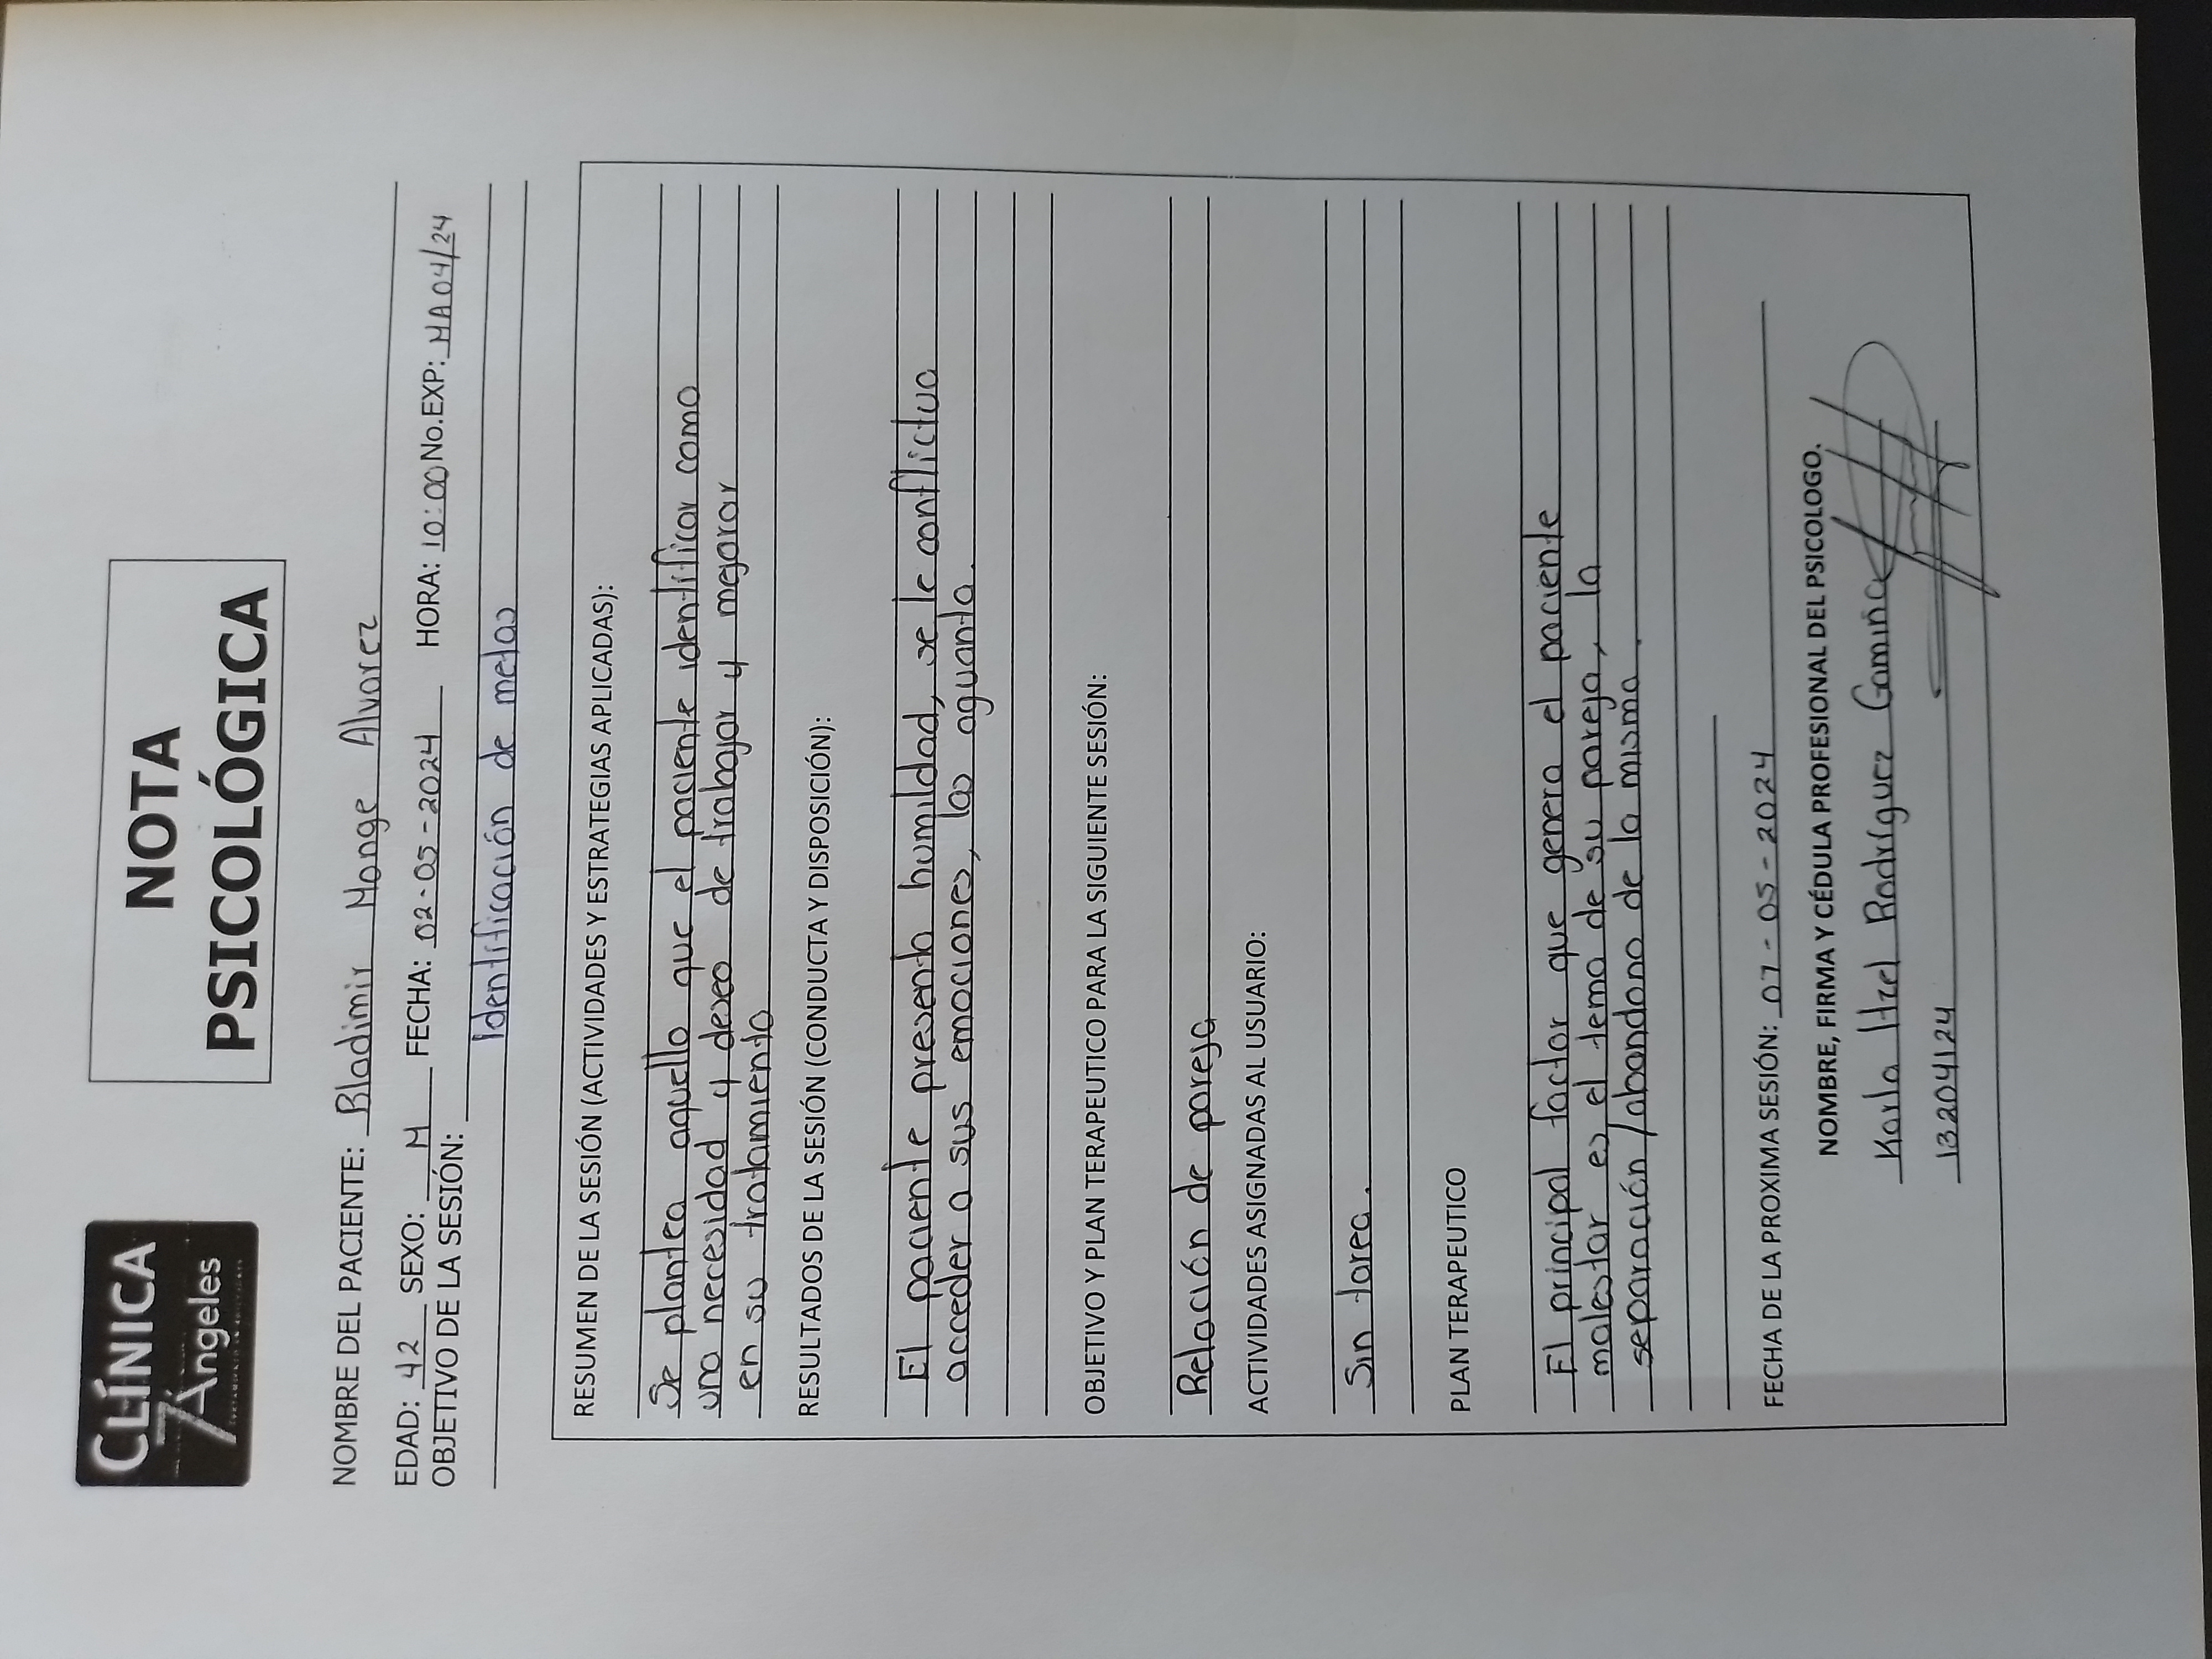 CLÍNICA
7 Ángeles
NOTA
PSICOLÓGICA
NOMBRE DEL PACIENTE: Bladimir Monge Alvarez
EDAD: 42 SEXO: M FECHA: 02-05-2024 HORA: 10:00 No.EXP: MA04/24
OBJETIVO DE LA SESIÓN:
Identificación de metas
RESUMEN DE LA SESIÓN (ACTIVIDADES Y ESTRATEGIAS APLICADAS):
Se plantea aquello que el paciente identificar como
una necesidad y deseo de trabajar y mejorar
en su tratamiento
RESULTADOS DE LA SESIÓN (CONDUCTA Y DISPOSICIÓN):
El paciente presenta humildad, se le conflictua
acceder a sus emociones, las aguanta.
OBJETIVO Y PLAN TERAPEUTICO PARA LA SIGUIENTE SESIÓN:
Relación de pareja
ACTIVIDADES ASIGNADAS AL USUARIO:
Sin tarea.
PLAN TERAPEUTICO
El principal factor que genera el paciente
malestar es el tema de su pareja, la
separación/abandono de la misma.
FECHA DE LA PROXIMA SESIÓN: 07-05-2024
NOMBRE, FIRMA Y CÉDULA PROFESIONAL DEL PSICOLOGO.
Karla Itzel Rodríguez Gamiña
13204124